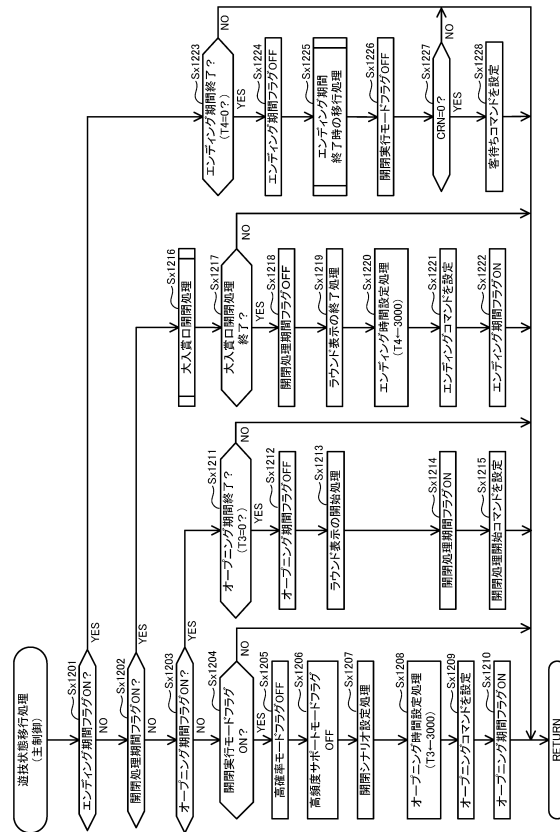 遊技状態移行処理
(主制御)
Sx1201
エンディング期間フラグON?
YES
NO
Sx1202
開閉処理期間フラグON?
YES
NO
Sx1203
オープニング期間フラグON?
YES
NO
Sx1204
開閉実行モードフラグ
ON?
NO
YES
Sx1205
高確率モードフラグOFF
Sx1206
高頻度サポートモードフラグ
OFF
Sx1207
開閉シナリオ設定処理
Sx1208
オープニング時間設定処理
(T3←3000)
Sx1209
オープニングコマンドを設定
Sx1210
オープニング期間フラグON
Sx1211
オープニング期間終了?
(T3=0?)
NO
YES
Sx1212
オープニング期間フラグOFF
Sx1213
ラウンド表示の開始処理
Sx1214
開閉処理期間フラグON
Sx1215
開閉処理開始コマンドを設定
Sx1216
大入賞口開閉処理
Sx1217
大入賞口開閉処理
終了?
NO
YES
Sx1218
開閉処理期間フラグOFF
Sx1219
ラウンド表示の終了処理
Sx1220
エンディング時間設定処理
(T4←3000)
Sx1221
エンディングコマンドを設定
Sx1222
エンディング期間フラグON
Sx1223
エンディング期間終了?
(T4=0?)
NO
YES
Sx1224
エンディング期間フラグOFF
Sx1225
エンディング期間
終了時の移行処理
Sx1226
開閉実行モードフラグOFF
Sx1227
CRN=0?
NO
YES
Sx1228
客待ちコマンドを設定
RETURN